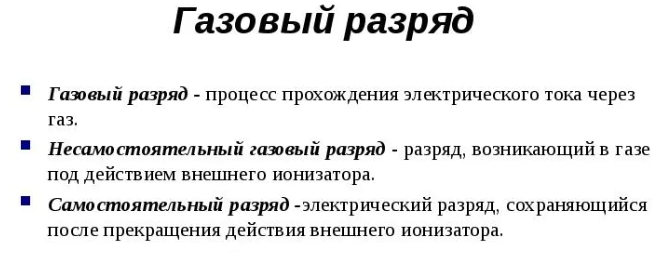 Газовый разряд
Газовый разряд - процесс прохождения электрического тока через
газ.
Несамостоятельный газовый разряд - разряд, возникающий в газе
под действием внешнего ионизатора.
Самостоятельный разряд -электрический разряд, сохраняющийся
после прекращения действия внешнего ионизатора.